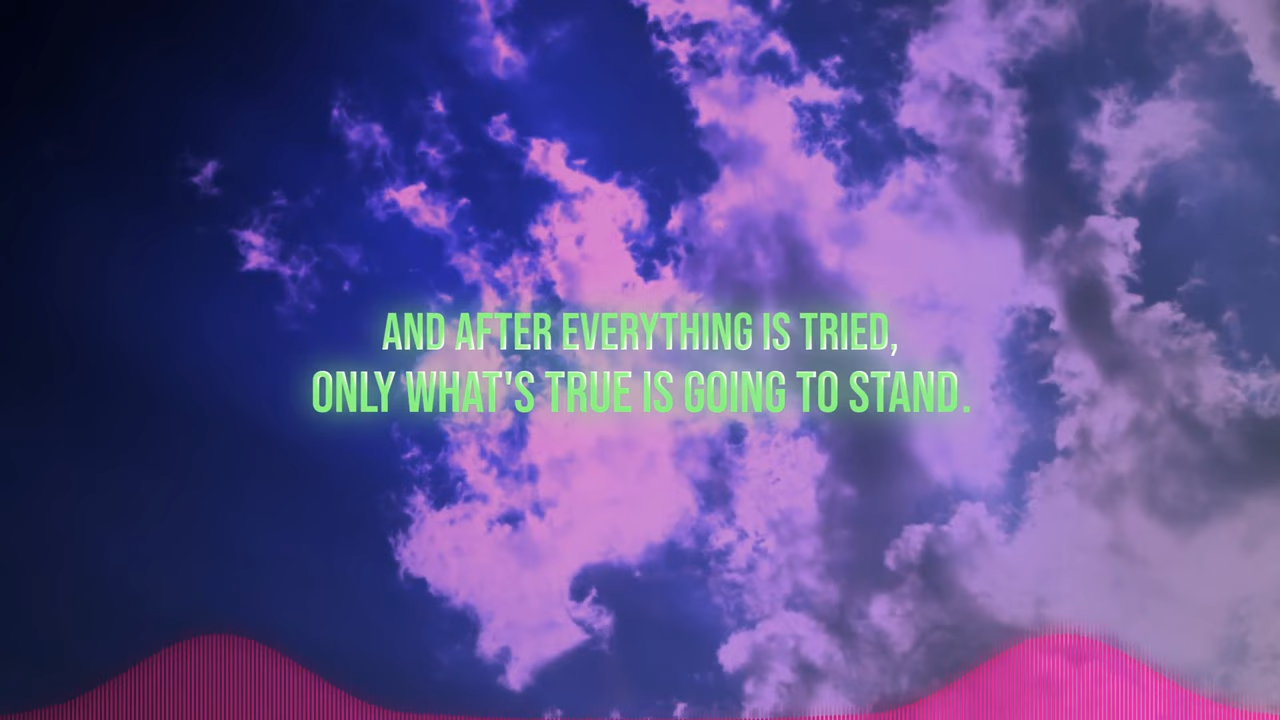 AND AFTER EVERYTHING IS TRIED,
ONLY WHAT'S TRUE IS GOING TO STAND.